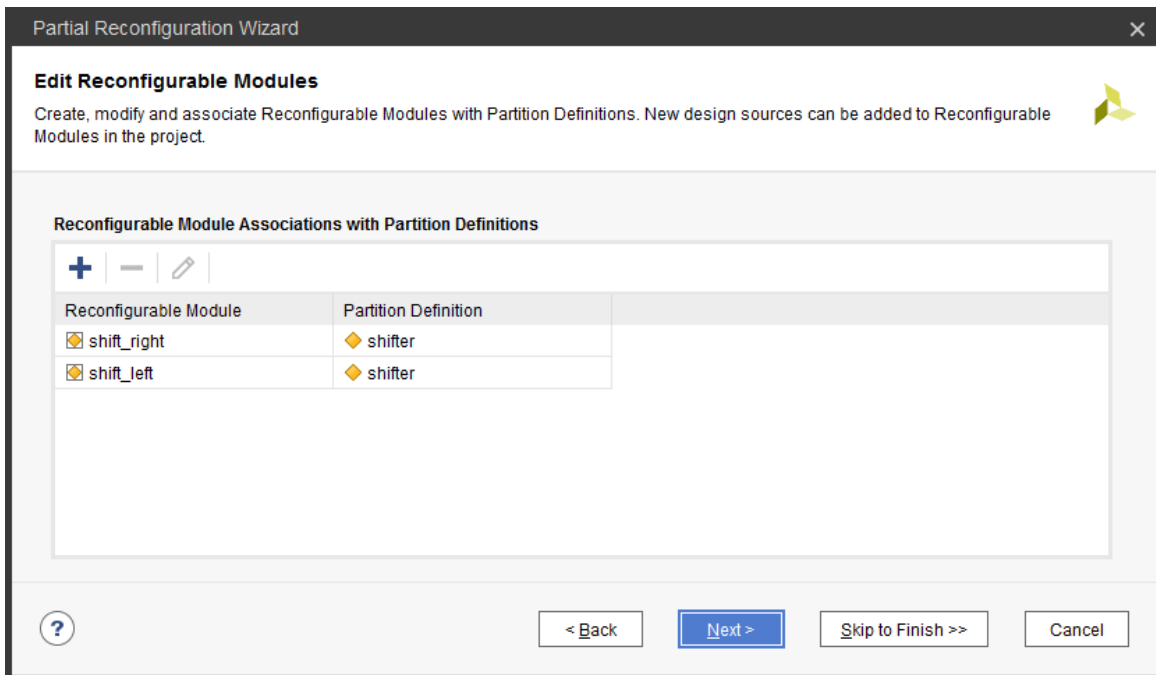 Partial Reconfiguration Wizard
Edit Reconfigurable Modules
Create, modify and associate Reconfigurable Modules with Partition Definitions. New design sources can be added to Reconfigurable
Modules in the project.
Reconfigurable Module Associations with Partition Definitions
Reconfigurable Module Partition Definition
shift_right shifter
shift_left shifter
? < Back Next > Skip to Finish >> Cancel